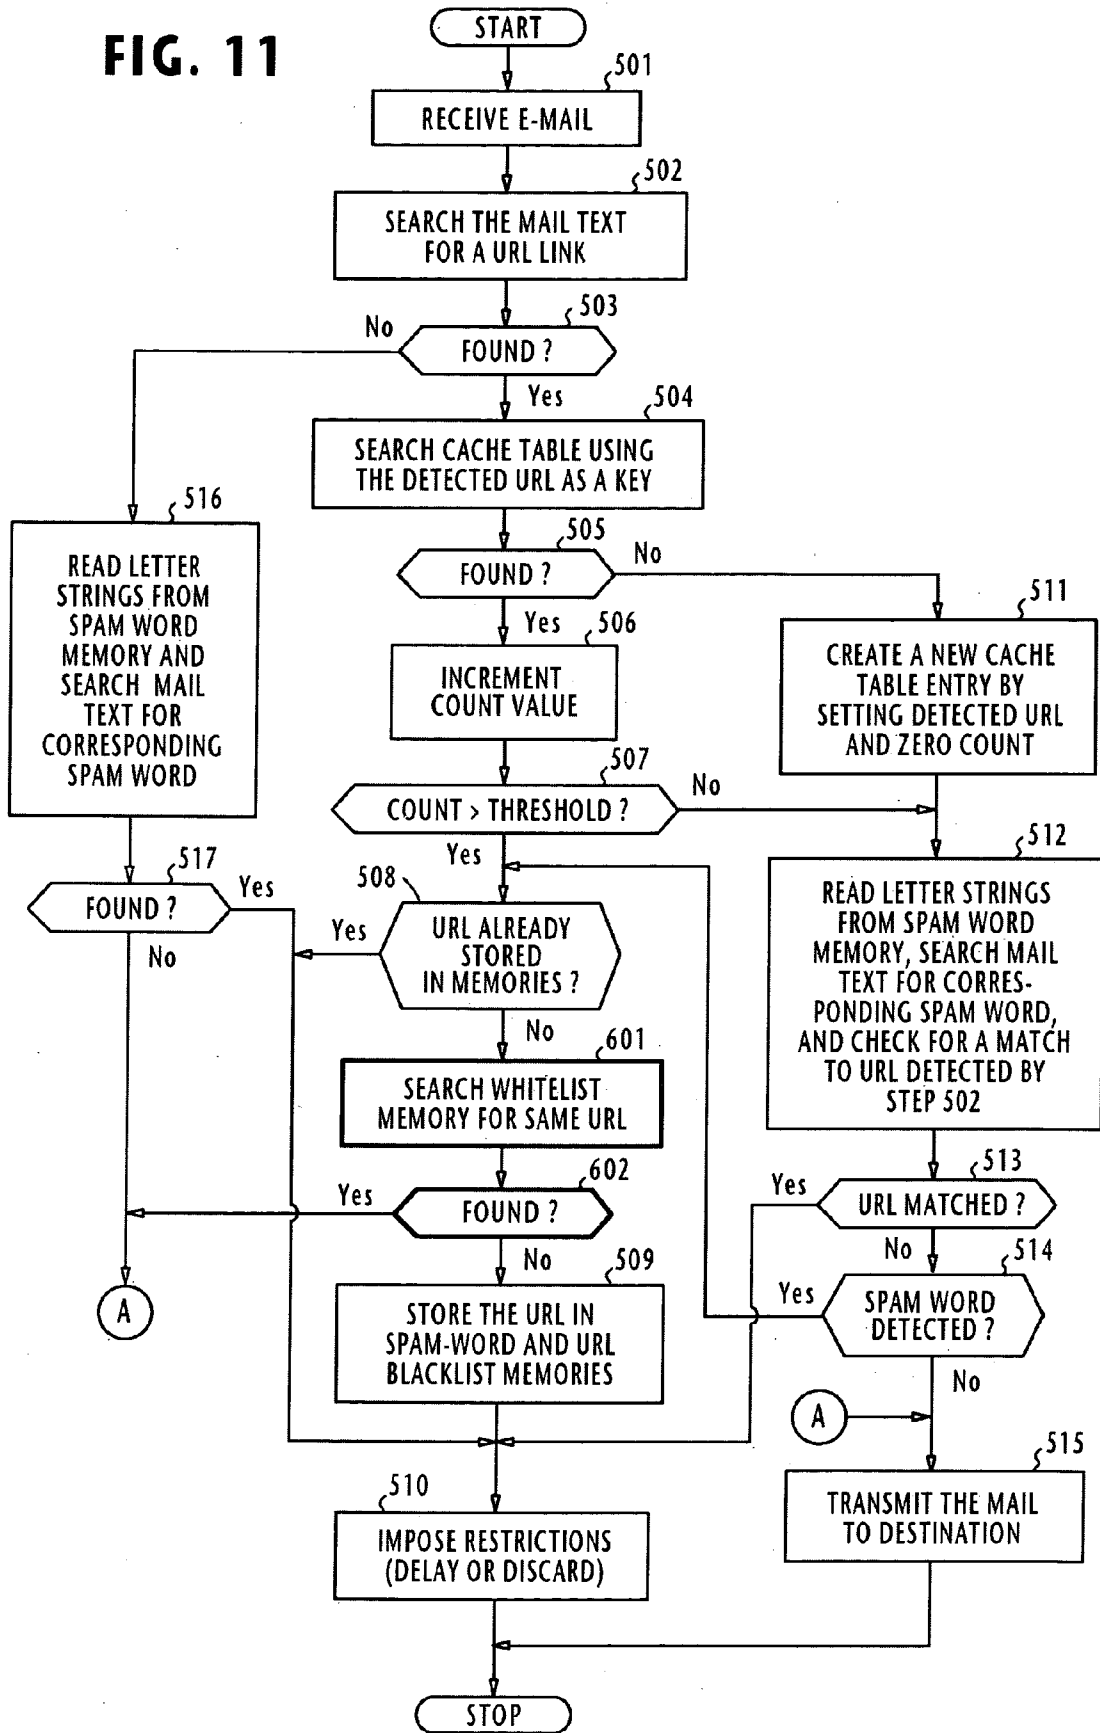 FIG. 11
START
501
RECEIVE E-MAIL
502
SEARCH THE MAIL TEXT
FOR A URL LINK
503
No
FOUND ?
Yes
504
SEARCH CACHE TABLE USING
THE DETECTED URL AS A KEY
516
READ LETTER
STRINGS FROM
SPAM WORD
MEMORY AND
SEARCH MAIL
TEXT FOR
CORRESPONDING
SPAM WORD
505
No
FOUND ?
Yes
506
INCREMENT
COUNT VALUE
511
CREATE A NEW CACHE
TABLE ENTRY BY
SETTING DETECTED URL
AND ZERO COUNT
507
COUNT > THRESHOLD ?
No
Yes
517
FOUND ?
Yes
No
508
URL ALREADY
STORED
IN MEMORIES ?
Yes
No
512
READ LETTER STRINGS
FROM SPAM WORD
MEMORY, SEARCH MAIL
TEXT FOR CORRES-
PONDING SPAM WORD,
AND CHECK FOR A MATCH
TO URL DETECTED BY
STEP 502
601
SEARCH WHITELIST
MEMORY FOR SAME URL
602
Yes
FOUND ?
No
513
Yes
URL MATCHED ?
No
514
Yes
SPAM WORD
DETECTED ?
No
A
509
STORE THE URL IN
SPAM-WORD AND URL
BLACKLIST MEMORIES
A
515
TRANSMIT THE MAIL
TO DESTINATION
510
IMPOSE RESTRICTIONS
(DELAY OR DISCARD)
STOP